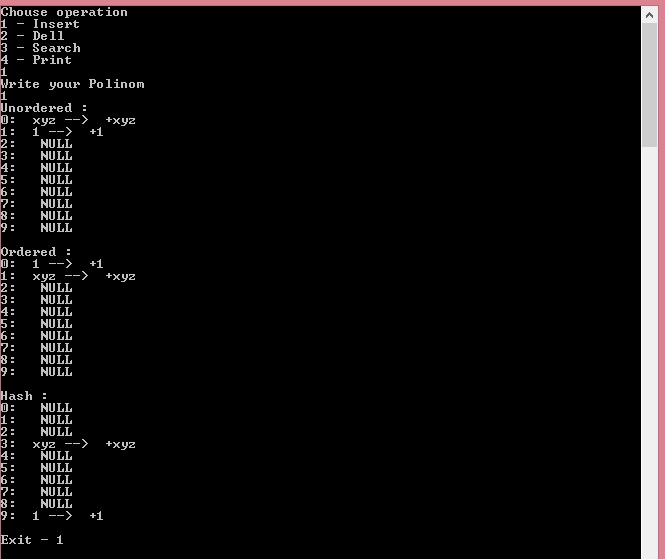 Choose operation
1 - Insert
2 - Dell
3 - Search
4 - Print
1
Write your Polinom
1
Unordered :
0:  xyz -->  +xyz
1:  1 -->  +1
2:   NULL
3:   NULL
4:   NULL
5:   NULL
6:   NULL
7:   NULL
8:   NULL
9:   NULL
Ordered :
0:  1 -->  +1
1:  xyz -->  +xyz
2:   NULL
3:   NULL
4:   NULL
5:   NULL
6:   NULL
7:   NULL
8:   NULL
9:   NULL
Hash :
0:   NULL
1:   NULL
2:   NULL
3:  xyz -->  +xyz
4:   NULL
5:   NULL
6:   NULL
7:   NULL
8:   NULL
9:  1 -->  +1
Exit - 1